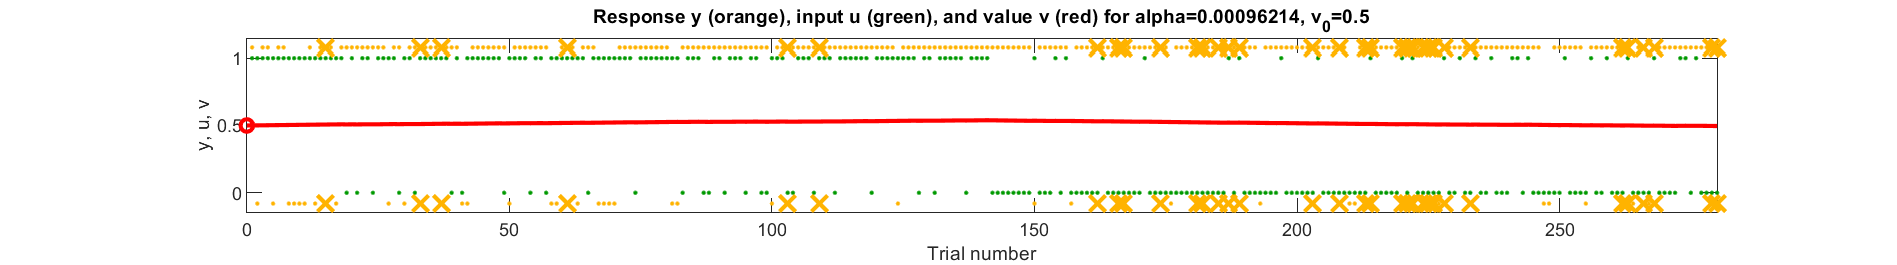 Response y (orange), input u (green), and value v (red) for alpha=0.00096214, v0=0.5
y, u, v
1
0.5
0
0 50 100 150 200 250
Trial number